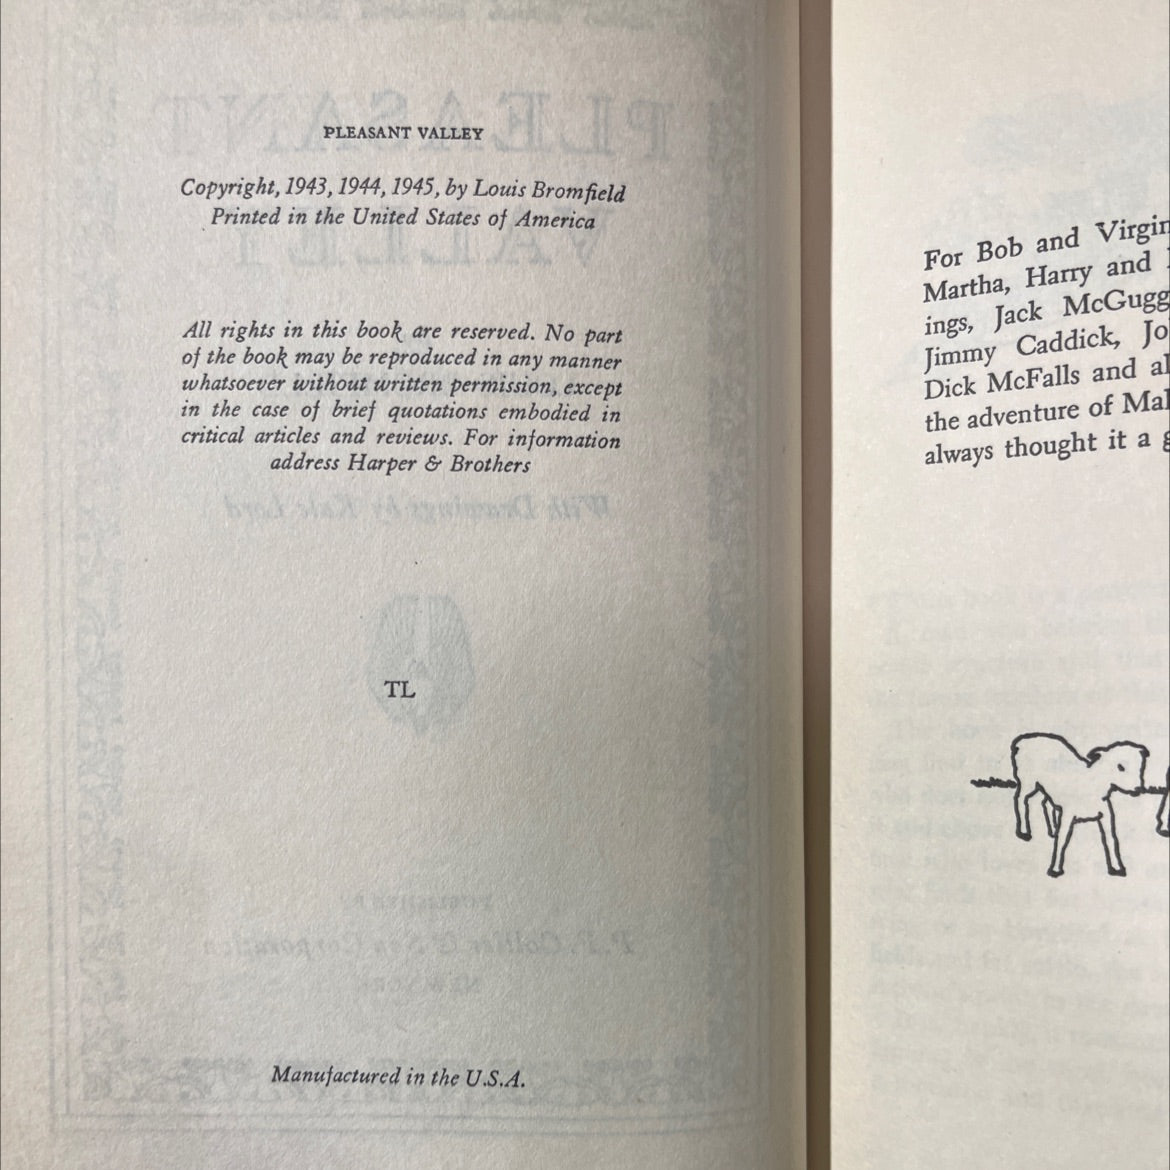 PLEASANT VALLEY
Copyright, 1943, 1944, 1945, by Louis Bromfield
Printed in the United States of America
All rights in this book are reserved. No part
of the book may be reproduced in any manner
whatsoever without written permission, except
in the case of brief quotations embodied in
critical articles and reviews. For information
address Harper & Brothers
TL
Manufactured in the U.S.A.
For Bob and Virgin
Martha, Harry and
ings, Jack McGugg
Jimmy Caddick, Jo
Dick McFalls and al
the adventure of Mal
always thought it a g